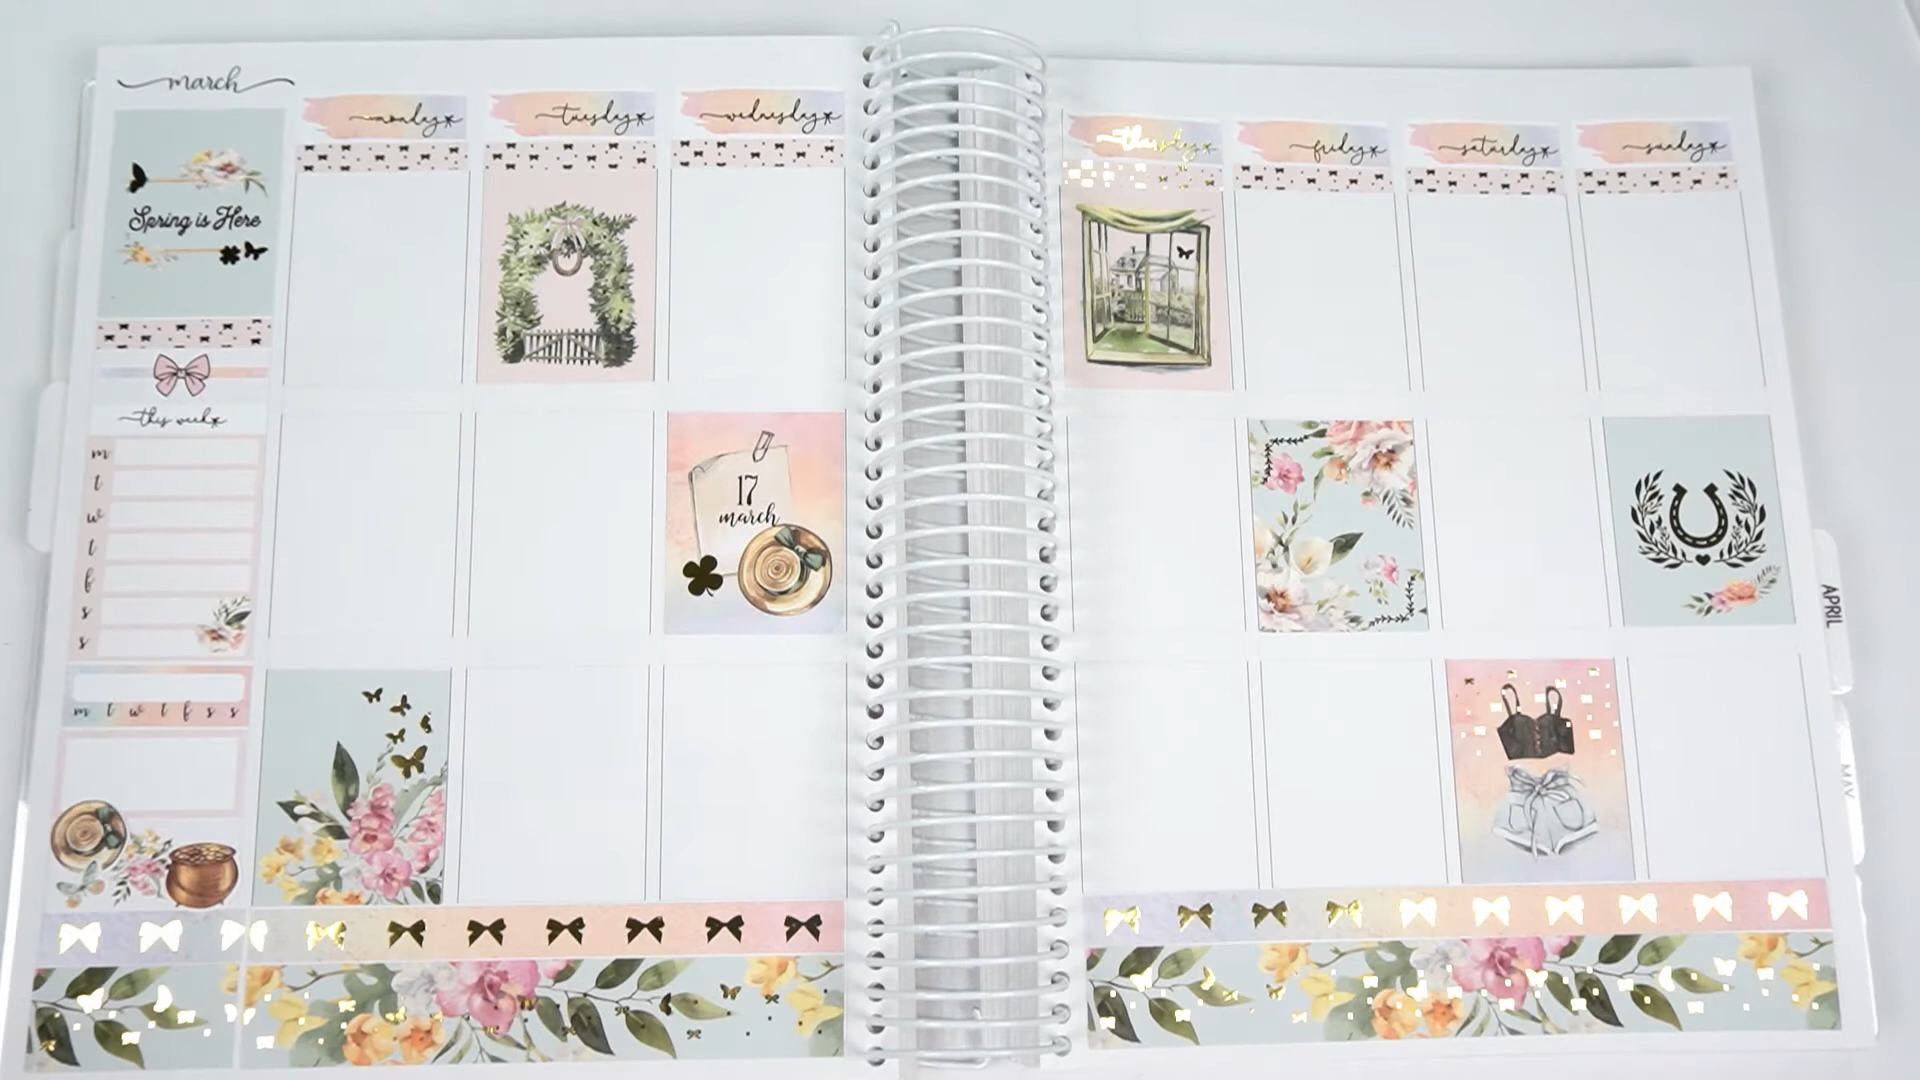 march
monday
tuesday
wednesday
thursday
friday
saturday
sunday
Spring is Here
this week
m
t
w
t
f
s
s
m t w t f s s
17
march
APRIL
MAY